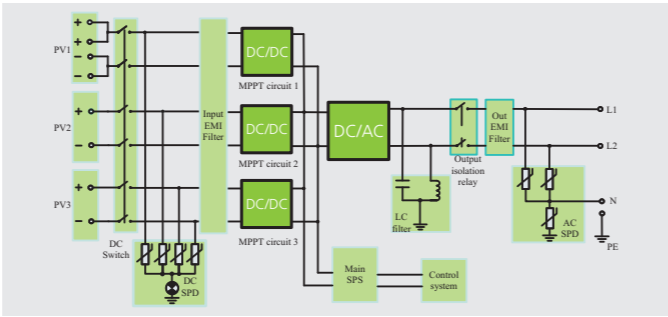 +
+
PV1
−
−
DC/DC
MPPT circuit 1
L1
PV2
+
−
Input
EMI
Filter
DC/DC
MPPT circuit 2
DC/AC
Out
EMI
Filter
L2
Output
isolation
relay
PV3
+
−
DC/DC
MPPT circuit 3
LC
filter
N
AC
SPD
PE
DC
Switch
DC
SPD
Main
SPS
Control
system